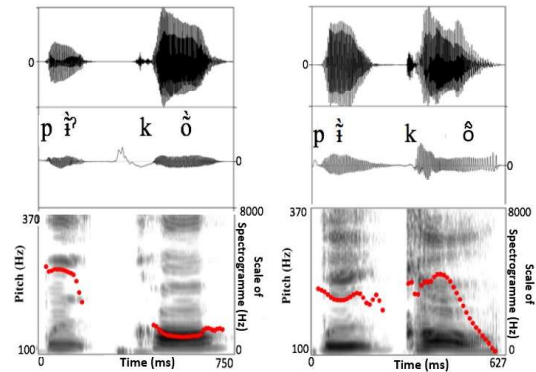 0
0
p ɨ̃̀ˀ k õ̀
p ɨ̃̀ k õ̂
0
0
370 8000
370 8000
Pitch (Hz)
Scale of Spectrogramme (Hz)
Pitch (Hz)
Scale of Spectrogramme (Hz)
100 0
100 0
0 Time (ms) 750
0 Time (ms) 627